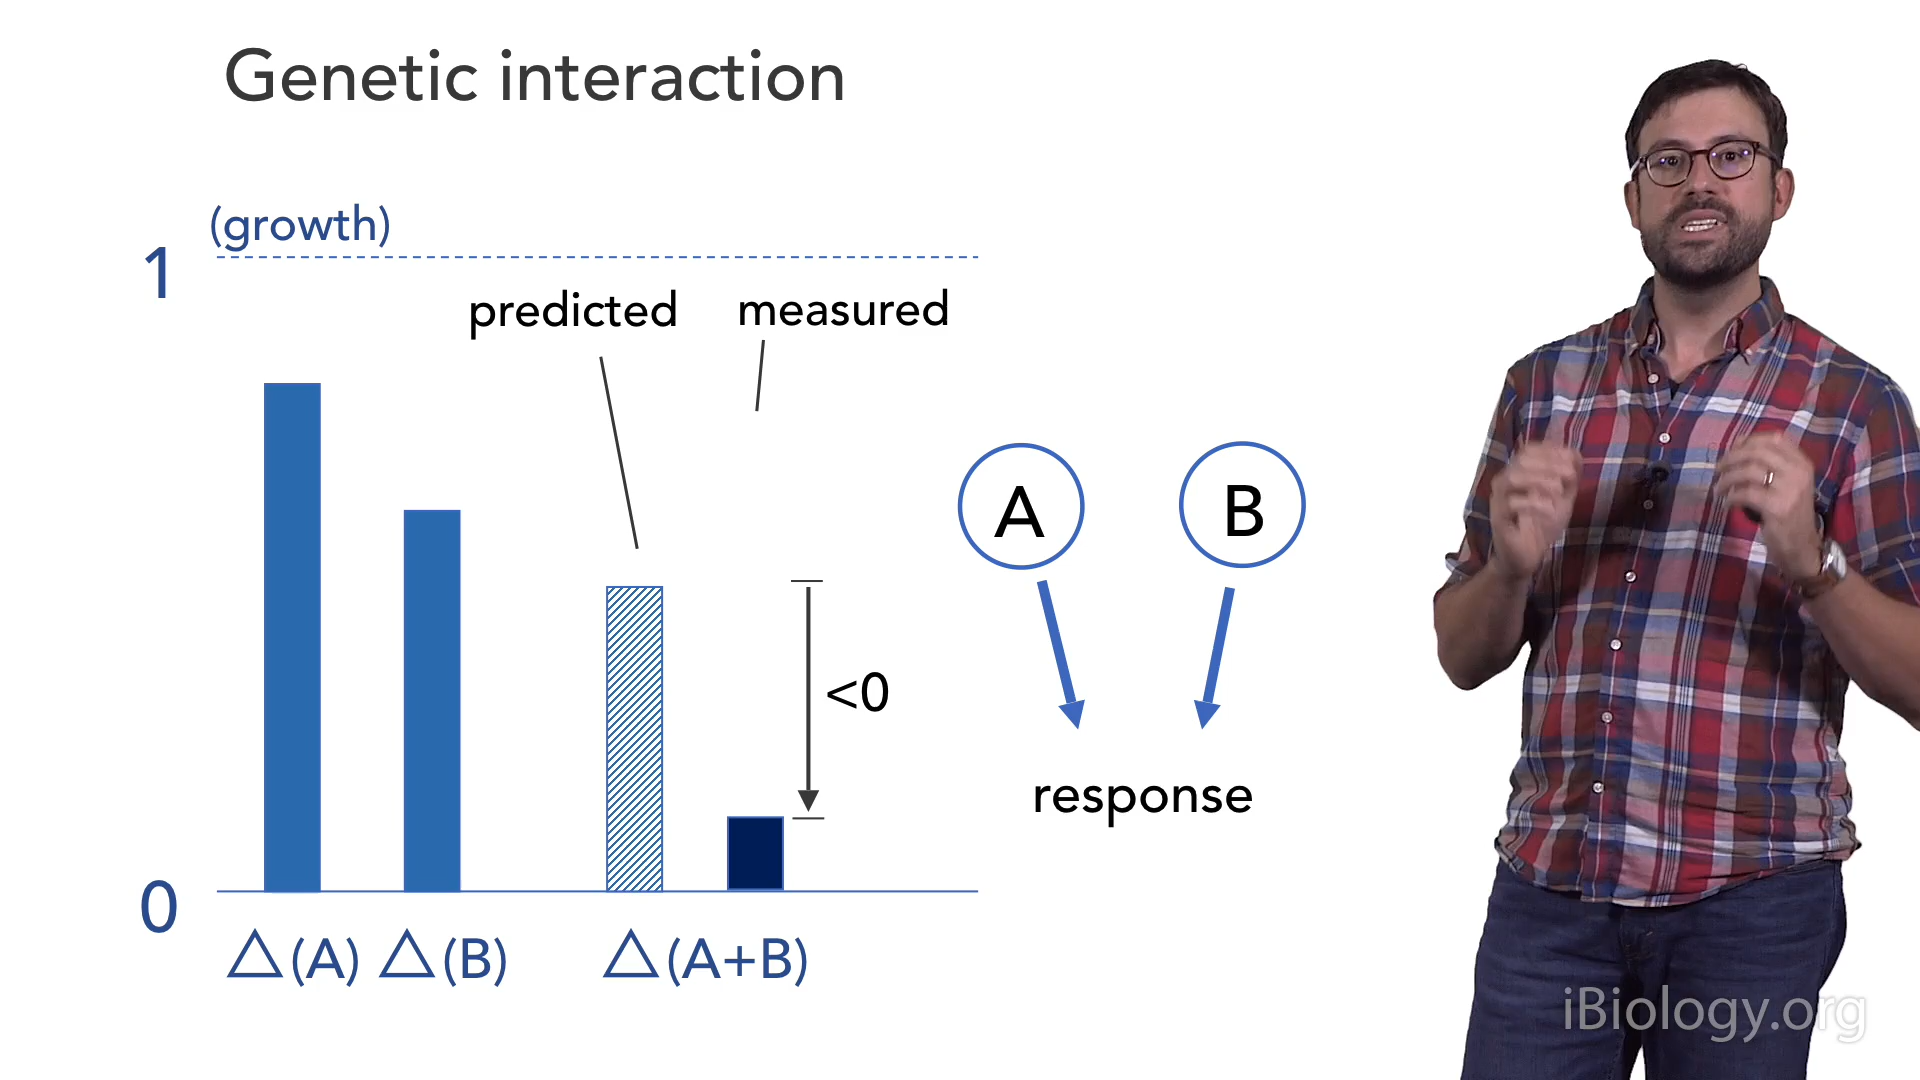 Genetic interaction
(growth)
1
predicted
measured
A
B
<0
response
0
△(A)
△(B)
△(A+B)
iBiology.org